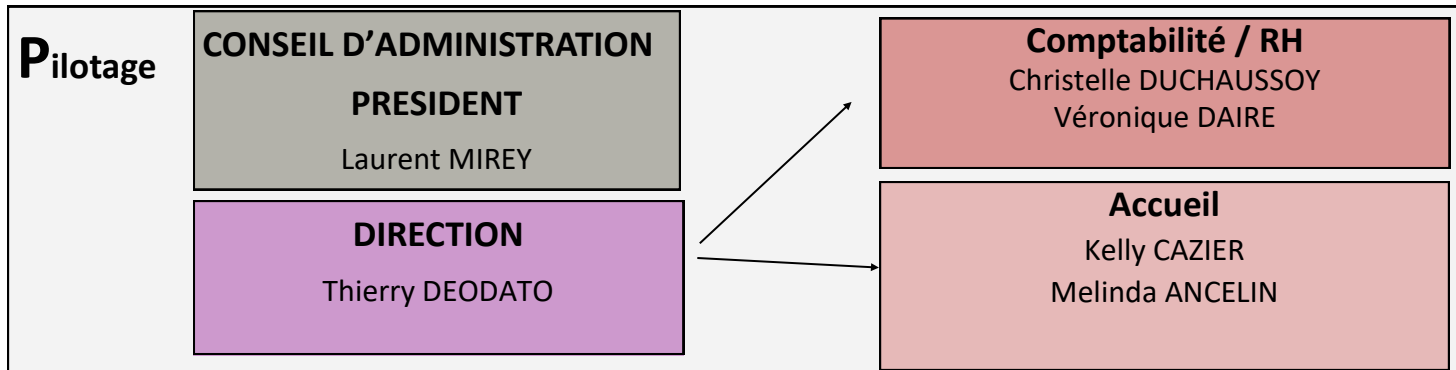 Pilotage
CONSEIL D’ADMINISTRATION
PRESIDENT
Laurent MIREY
DIRECTION
Thierry DEODATO
Comptabilité / RH
Christelle DUCHAUSSOY
Véronique DAIRE
Accueil
Kelly CAZIER
Melinda ANCELIN